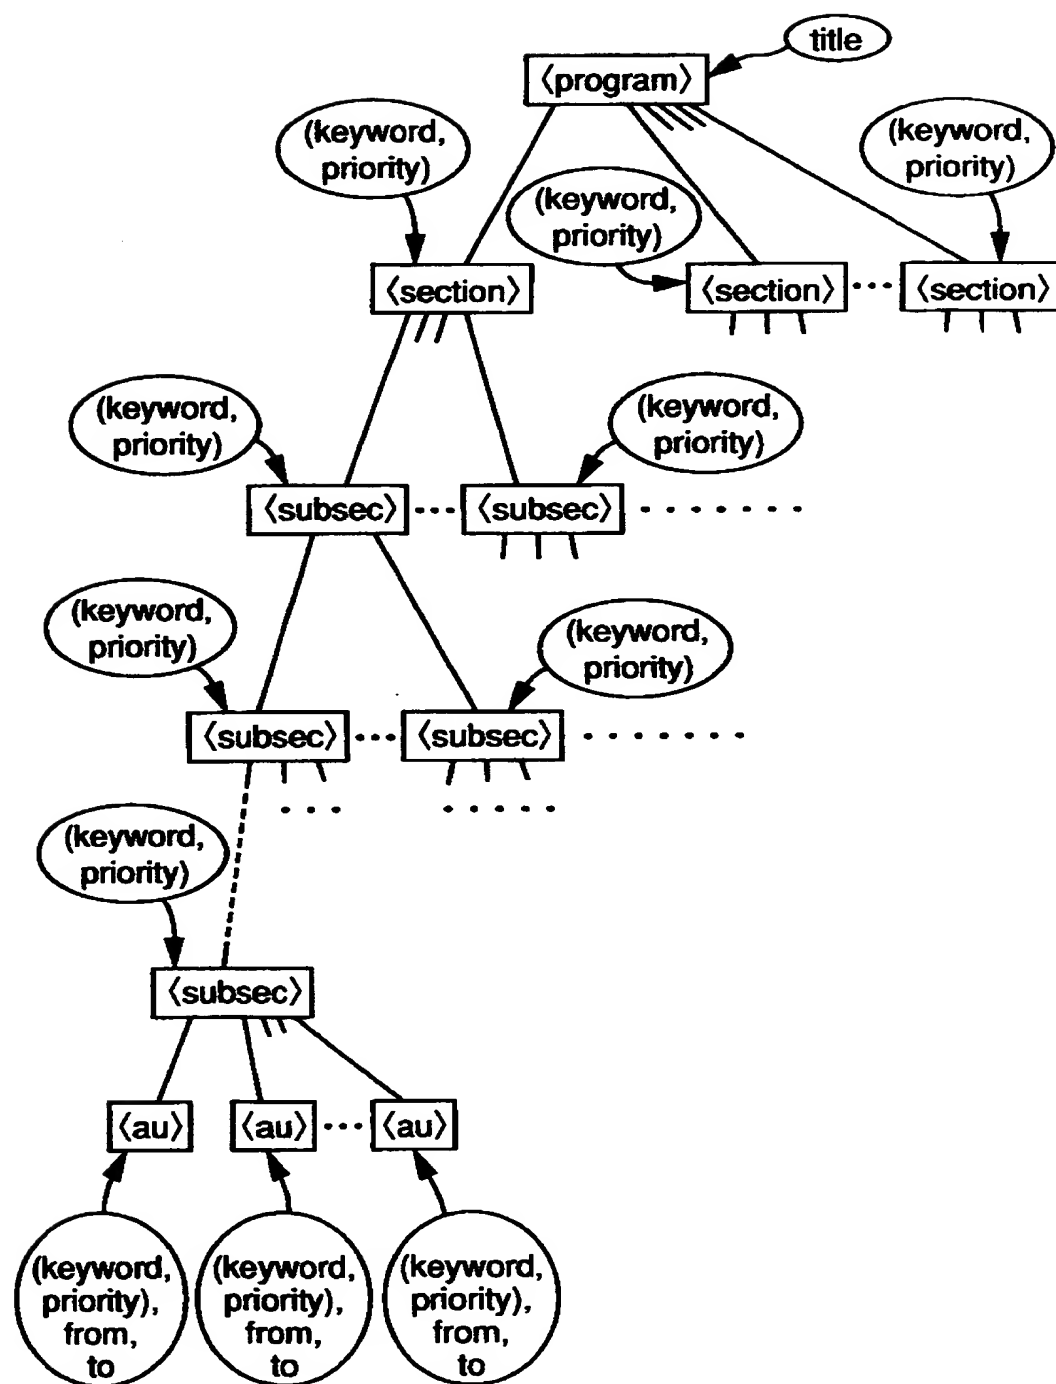 title
〈program〉
(keyword,
priority)
(keyword,
priority)
(keyword,
priority)
〈section〉
〈section〉
〈section〉
(keyword,
priority)
(keyword,
priority)
〈subsec〉
〈subsec〉
(keyword,
priority)
(keyword,
priority)
〈subsec〉
〈subsec〉
(keyword,
priority)
〈subsec〉
〈au〉
〈au〉
〈au〉
(keyword,
priority),
from,
to
(keyword,
priority),
from,
to
(keyword,
priority),
from,
to